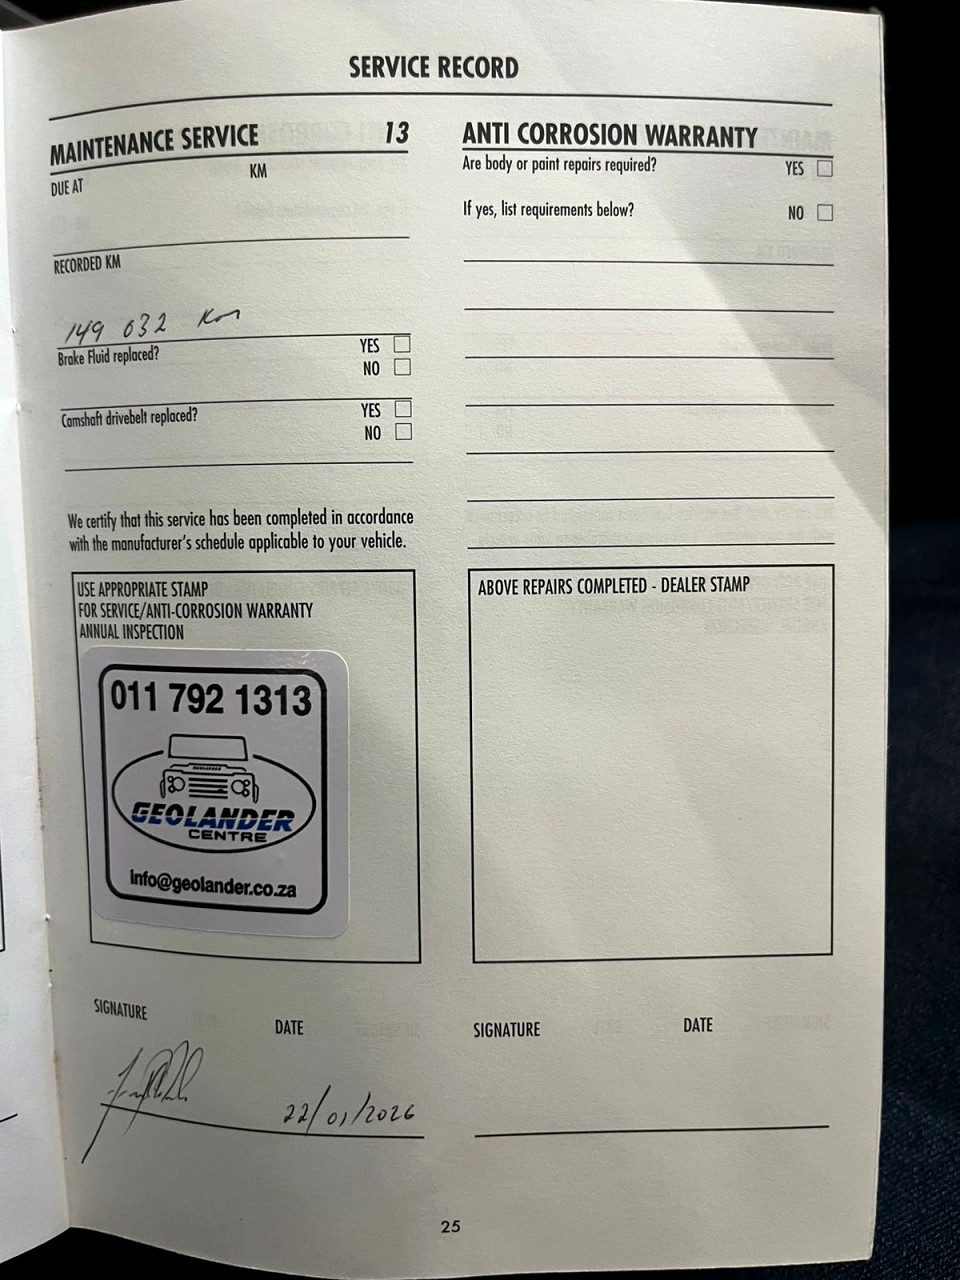 SERVICE RECORD
MAINTENANCE SERVICE 13
DUE AT KM
RECORDED KM
149 032 Km
Brake Fluid replaced? YES
NO
Camshaft drivebelt replaced? YES
NO
We certify that this service has been completed in accordance
with the manufacturer's schedule applicable to your vehicle.
USE APPROPRIATE STAMP
FOR SERVICE/ANTI-CORROSION WARRANTY
ANNUAL INSPECTION
011 792 1313
GEOLANDER
CENTRE
info@geolander.co.za
SIGNATURE DATE
22/01/2026
ANTI CORROSION WARRANTY
Are body or paint repairs required? YES
If yes, list requirements below? NO
ABOVE REPAIRS COMPLETED - DEALER STAMP
SIGNATURE DATE
25